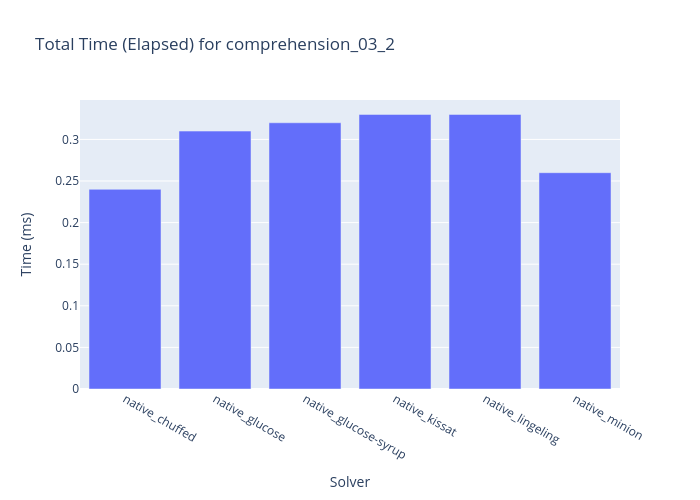 Total Time (Elapsed) for comprehension_03_2
Time (ms)
0.3
0.25
0.2
0.15
0.1
0.05
0
native_chuffed
native_glucose
native_glucose-syrup
native_kissat
native_lingeling
native_minion
Solver